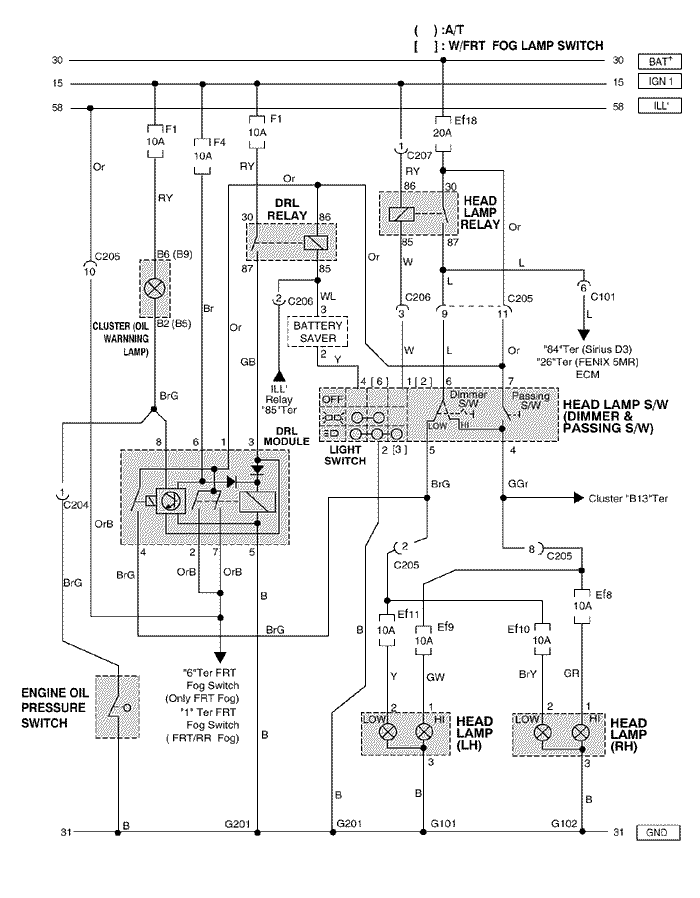 ( ) :A/T
[ ] : W/FRT FOG LAMP SWITCH
30 30 BAT+
15 15 IGN 1
58 58 ILL'
F1
10A
F4
10A
F1
10A
Ef18
20A
1
C207
Or
RY
RY
Or
RY
86 30
HEAD
LAMP
RELAY
85 87
DRL
RELAY
30 86
87 85
Or
Or
C205
10
B6 (B9)
B2 (B5)
CLUSTER (OIL
WARNNING
LAMP)
Br
Or
GB
2
C206
WL
3
BATTERY
SAVER
2
Y
ILL'
Relay
"85"Ter
W
L
L
C206
3
9
11
C205
6
C101
L
"84"Ter (Sirius D3)
"26"Ter (FENIX 5MR)
ECM
W
L
Or
4 [ 6 ] 1 [ 2 ] 6 7
OFF
Dimmer
S/W
Passing
S/W
LOW HI
HEAD LAMP S/W
(DIMMER &
PASSING S/W)
LIGHT
SWITCH
2 [ 3 ] 5 4
BrG
DRL
MODULE
8 6 1 3
4 2 7 5
1
C204
OrB
BrG
BrG
OrB OrB
B
BrG
BrG
GGr
Cluster "B13"Ter
2
C205
8
C205
B
Ef11
10A
Ef9
10A
Ef10
10A
Ef8
10A
Y
GW
BrY
GR
2 1
LOW HI
HEAD
LAMP
(LH)
3
2 1
LOW HI
HEAD
LAMP
(RH)
3
"6"Ter FRT
Fog Switch
(Only FRT Fog)
"1" Ter FRT
Fog Switch
( FRT/RR Fog)
ENGINE OIL
PRESSURE
SWITCH
B
B
B
B
B
31 G201 G201 G101 G102 31 GND